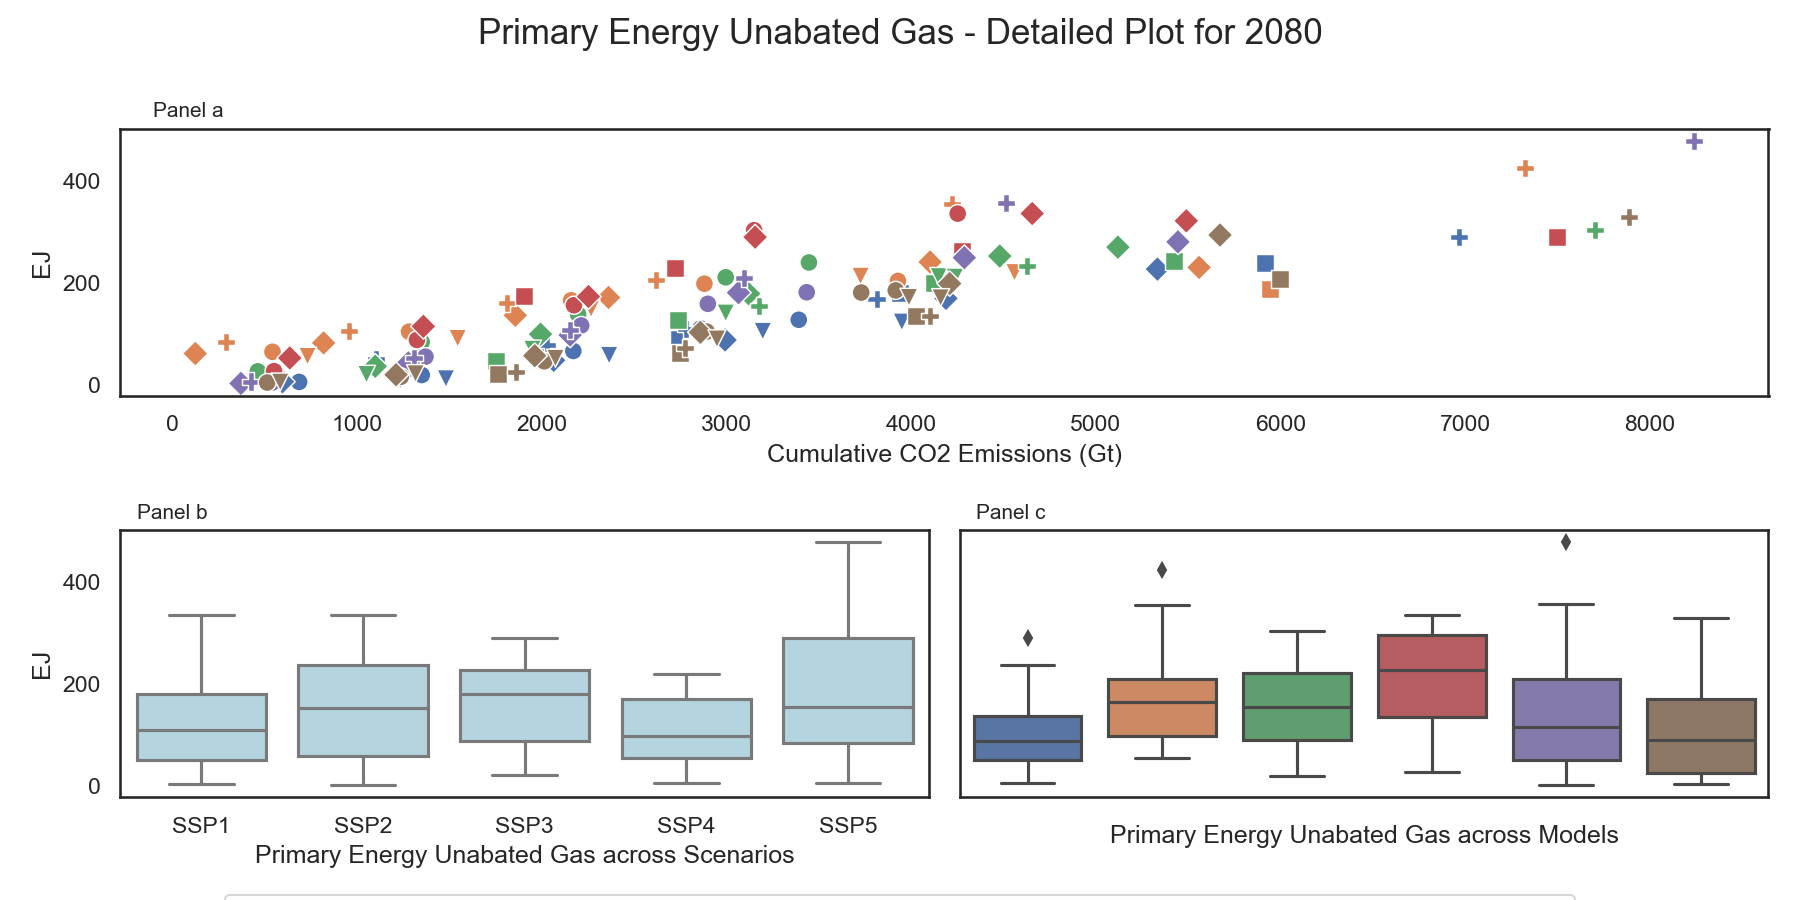 Primary Energy Unabated Gas - Detailed Plot for 2080
Panel a
EJ
400
200
0
0 1000 2000 3000 4000 5000 6000 7000 8000
Cumulative CO2 Emissions (Gt)
Panel b
Panel c
EJ
400
200
0
SSP1 SSP2 SSP3 SSP4 SSP5
Primary Energy Unabated Gas across Scenarios
Primary Energy Unabated Gas across Models